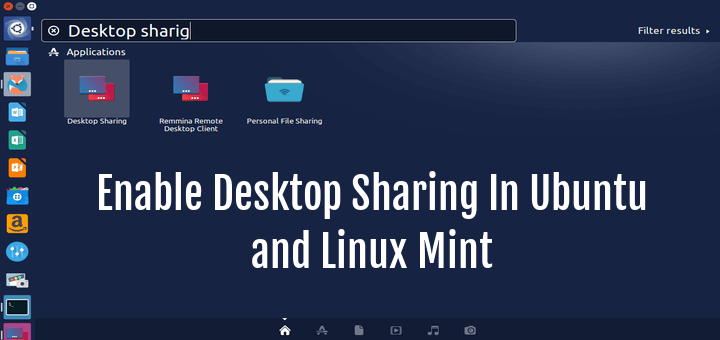 Desktop sharig
Filter results
Applications
Desktop Sharing
Remmina Remote
Desktop Client
Personal File Sharing
Enable Desktop Sharing In Ubuntu
and Linux Mint